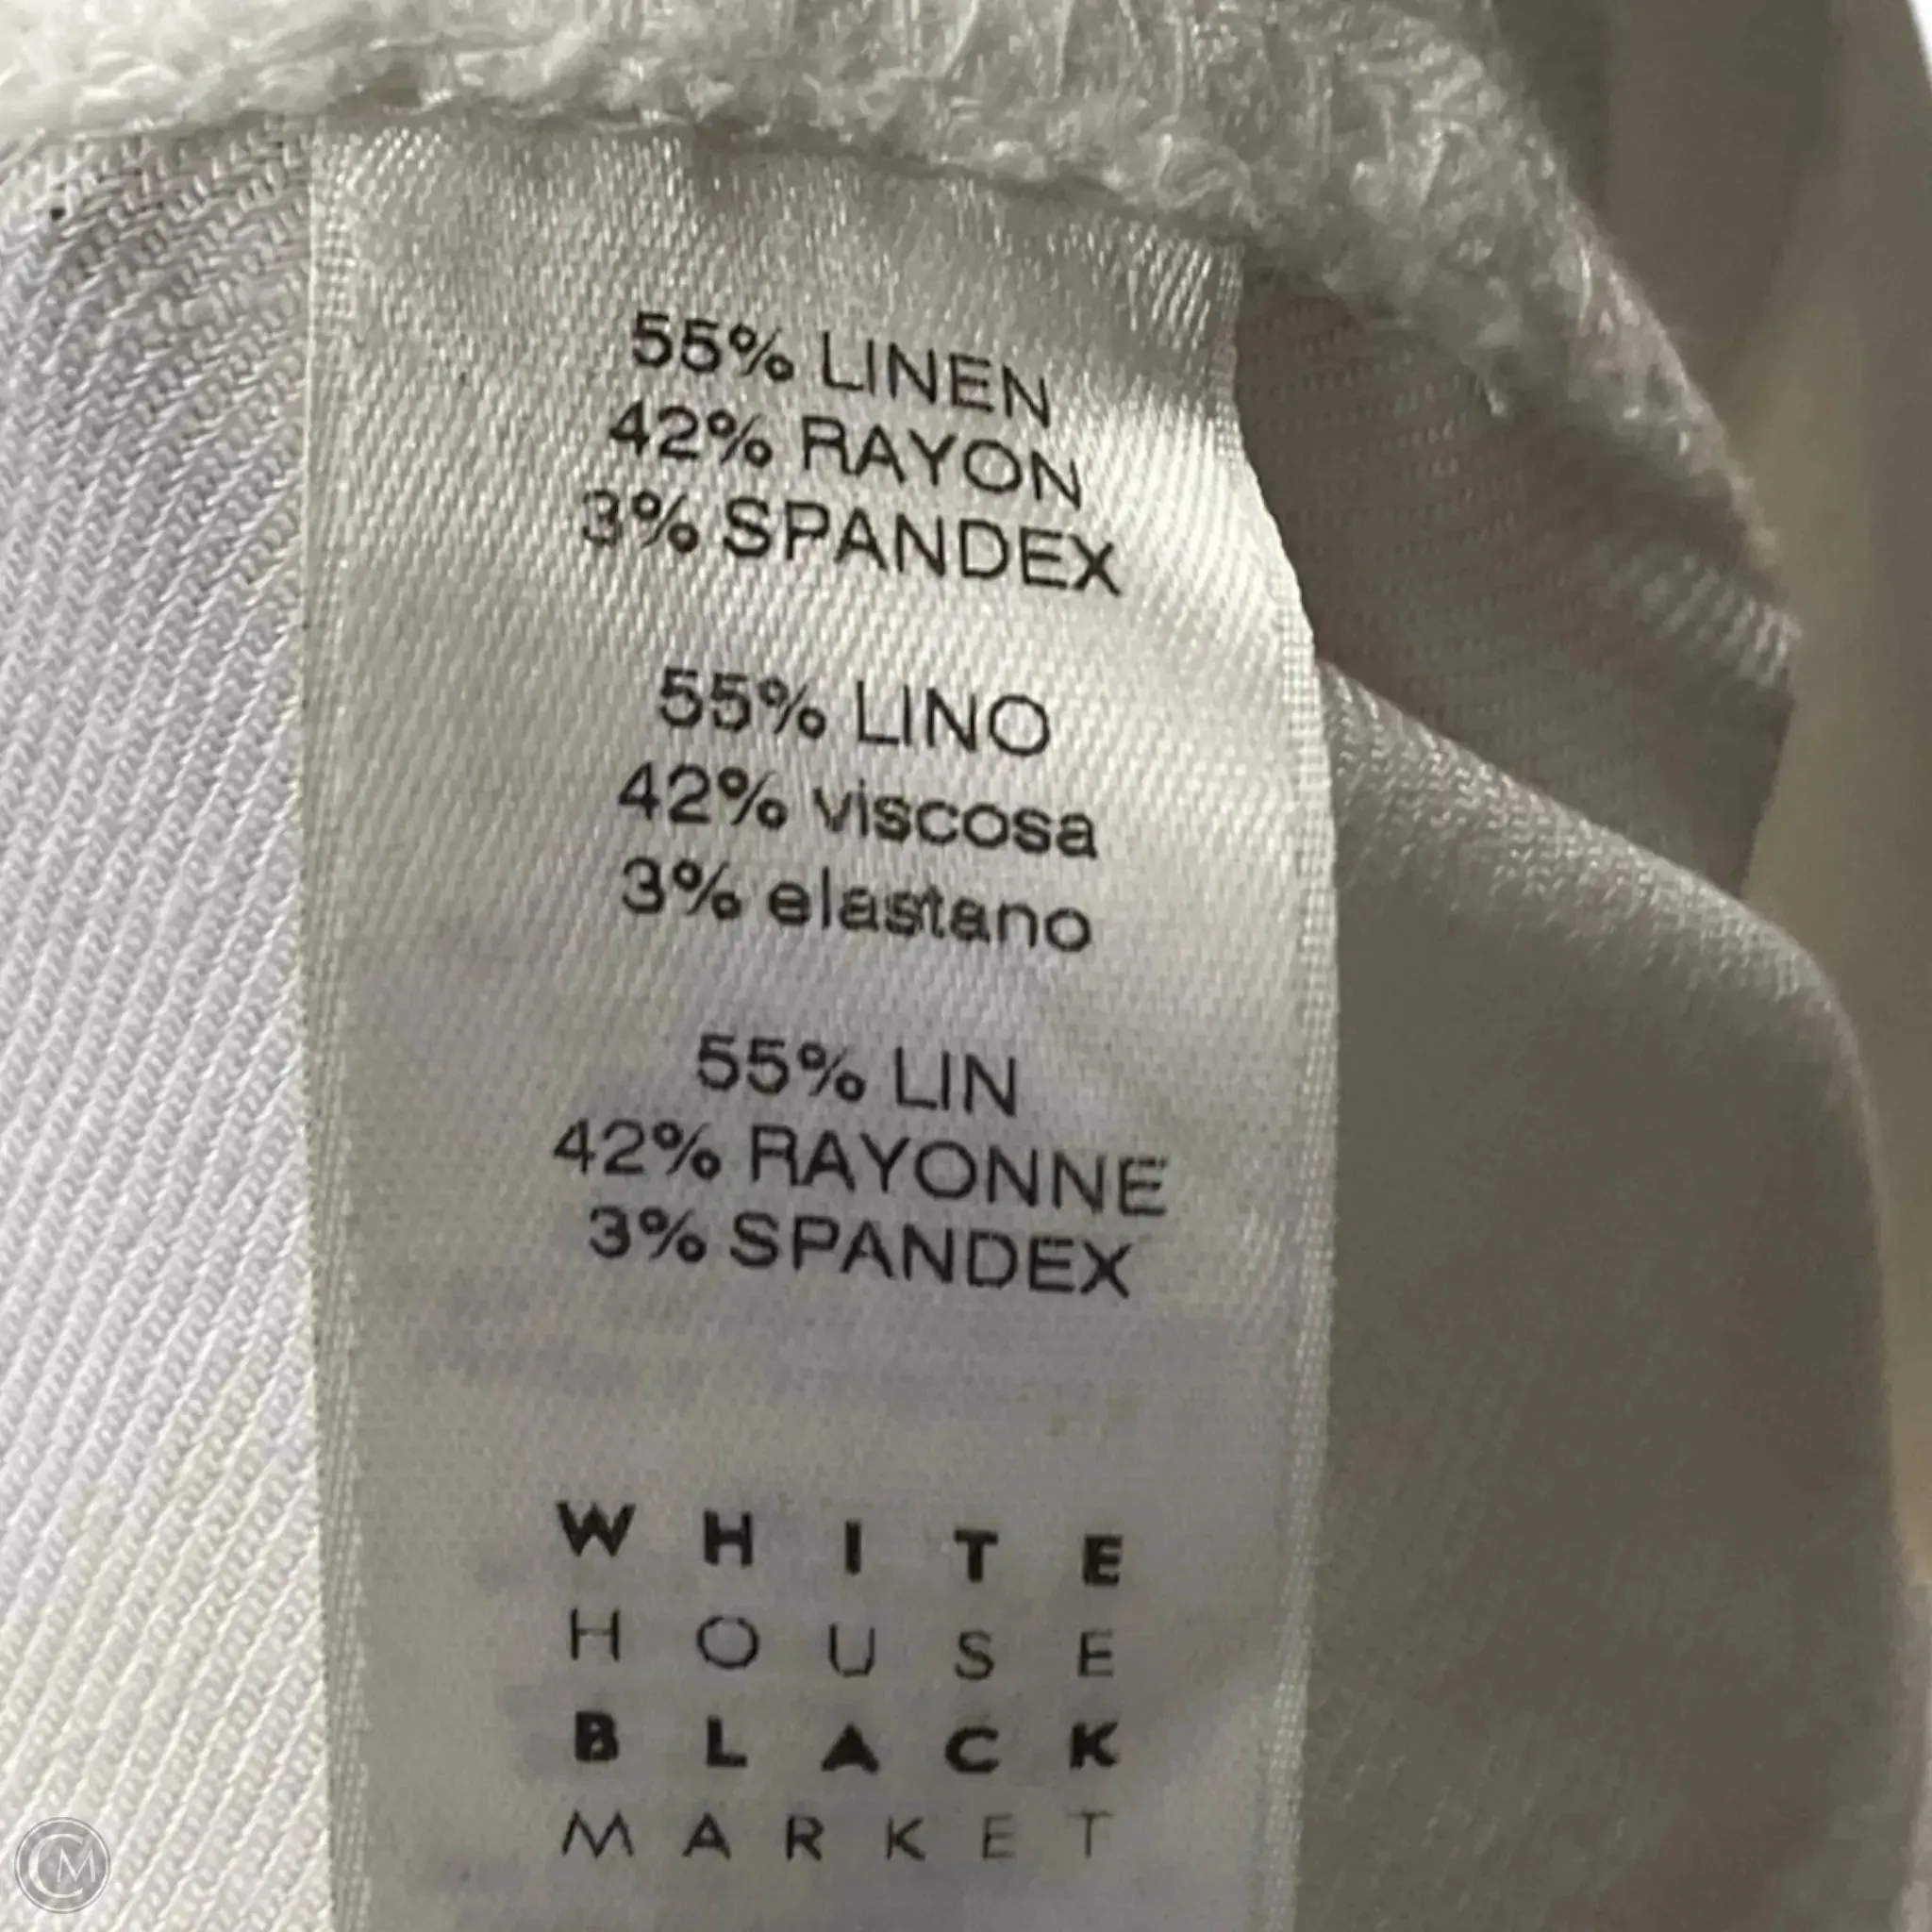 55% LINEN
42% RAYON
3% SPANDEX
55% LINO
42% viscosa
3% elastano
55% LIN
42% RAYONNE
3% SPANDEX
WHITE
HOUSE
BLACK
MARKET
CM